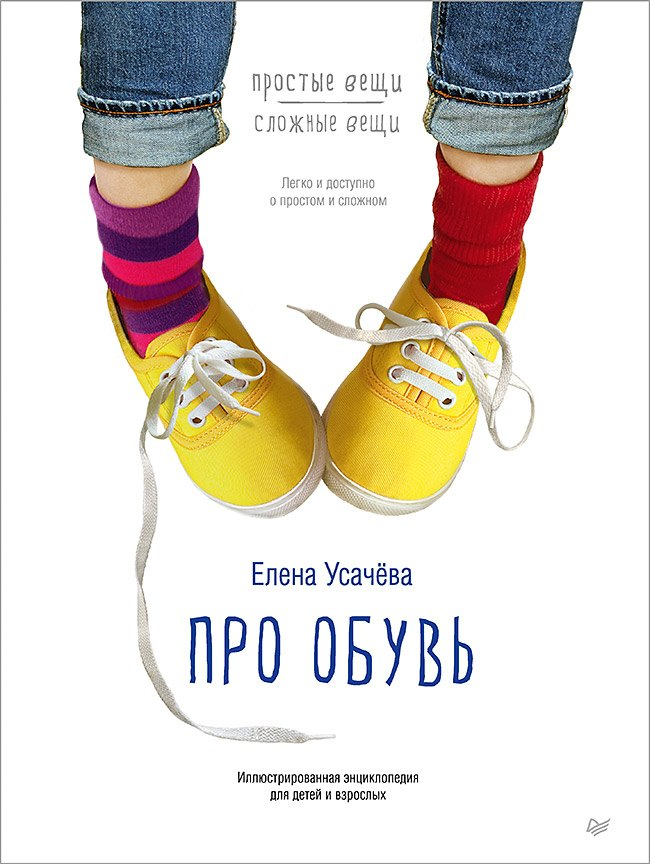 простые вещи
сложные вещи
Легко и доступно
о простом и сложном
Елена Усачёва
ПРО ОБУВЬ
Иллюстрированная энциклопедия
для детей и взрослых